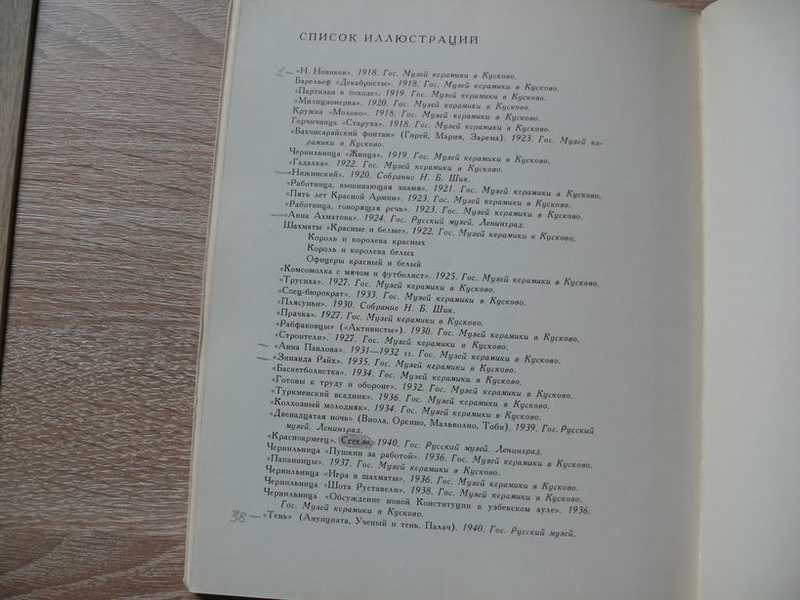 СПИСОК ИЛЛЮСТРАЦИЙ
2 — «Н. Новиков». 1918. Гос. Музей керамики в Кусково.
Барельеф «Декабристы». 1918. Гос. Музей керамики в Кусково.
«Партизан в походе». 1919. Гос. Музей керамики в Кусково.
«Милиционерка». 1920. Гос. Музей керамики в Кусково.
Кружка «Молоко». 1918. Гос. Музей керамики в Кусково.
Горчичница «Старуха». 1918. Гос. Музей керамики в Кусково.
«Бахчисарайский фонтан» (Гирей, Мария, Зарема). 1923. Гос. Музей ке-
рамики в Кусково.
Чернильница «Жница». 1919. Гос. Музей керамики в Кусково.
«Гадалка». 1922. Гос. Музей керамики в Кусково.
— «Нижинский». 1920. Собрание Н. Б. Шик.
«Работница, вышивающая знамя». 1921. Гос. Музей керамики в Кусково.
«Пять лет Красной Армии». 1923. Гос. Музей керамики в Кусково.
«Работница, говорящая речь». 1923. Гос. Музей керамики в Кусково.
— «Анна Ахматова». 1924. Гос. Русский музей. Ленинград.
Шахматы «Красные и белые». 1922. Гос. Музей керамики в Кусково.
Король и королева красных
Король и королева белых
Офицеры красный и белый
«Комсомолка с мячом и футболист». 1925. Гос. Музей керамики в Кусково.
«Трусиха». 1927. Гос. Музей керамики в Кусково.
«Спец-бюрократ». 1933. Гос. Музей керамики в Кусково.
«Плясунья». 1930. Собрание Н. Б. Шик.
«Прачка». 1927. Гос. Музей керамики в Кусково.
«Рабфаковцы» («Активисты»). 1930. Гос. Музей керамики в Кусково.
«Строители». 1927. Гос. Музей керамики в Кусково.
— «Анна Павлова». 1931—1932 гг. Гос. Музей керамики в Кусково.
— «Зинаида Райх». 1935. Гос. Музей керамики в Кусково.
«Баскетболистка». 1934. Гос. Музей керамики в Кусково.
«Готовы к труду и обороне». 1932. Гос. Музей керамики в Кусково.
«Туркменский всадник». 1936. Гос. Музей керамики в Кусково.
«Колхозный молодняк». 1934. Гос. Музей керамики в Кусково.
«Двенадцатая ночь» (Виола, Орсино, Мальволио, Тоби). 1939. Гос. Русский
музей. Ленинград.
«Красноармеец». Стекло. 1940. Гос. Русский музей. Ленинград.
Чернильница «Пушкин за работой». 1936. Гос. Музей керамики в Кусково.
«Папанинцы». 1937. Гос. Музей керамики в Кусково.
Чернильница «Игра в шахматы». 1936. Гос. Музей керамики в Кусково.
Чернильница «Шота Руставели». 1938. Гос. Музей керамики в Кусково.
Чернильница «Обсуждение новой Конституции в узбекском ауле». 1936.
Гос. Музей керамики в Кусково.
38 — «Тень» (Анунциата, Ученый и тень, Палач). 1940. Гос. Русский музей.